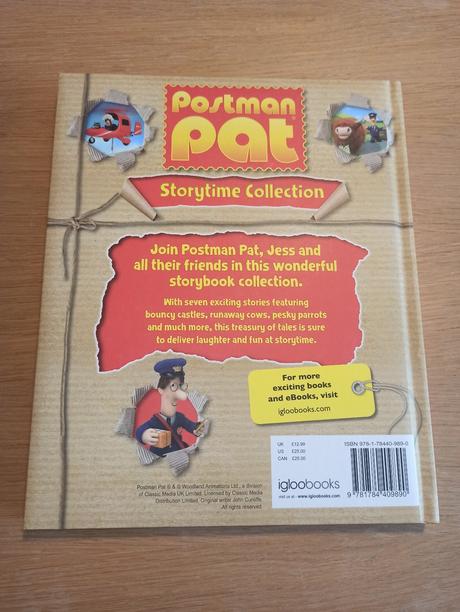 Postman
pat®
Storytime Collection
Join Postman Pat, Jess and
all their friends in this wonderful
storybook collection.
With seven exciting stories featuring
bouncy castles, runaway cows, pesky parrots
and much more, this treasury of tales is sure
to deliver laughter and fun at storytime.
For more
exciting books
and eBooks, visit
igloobooks.com
UK £12.99
US £25.00
CAN £25.00
ISBN 978-1-78440-989-0
igloobooks
visit us at - www.igloobooks.com
9 781784 409890
Postman Pat © & © Woodland Animations Ltd., a division
of Classic Media UK Limited. Licensed by Classic Media
Distribution Limited. Original writer John Cunliffe.
All rights reserved.